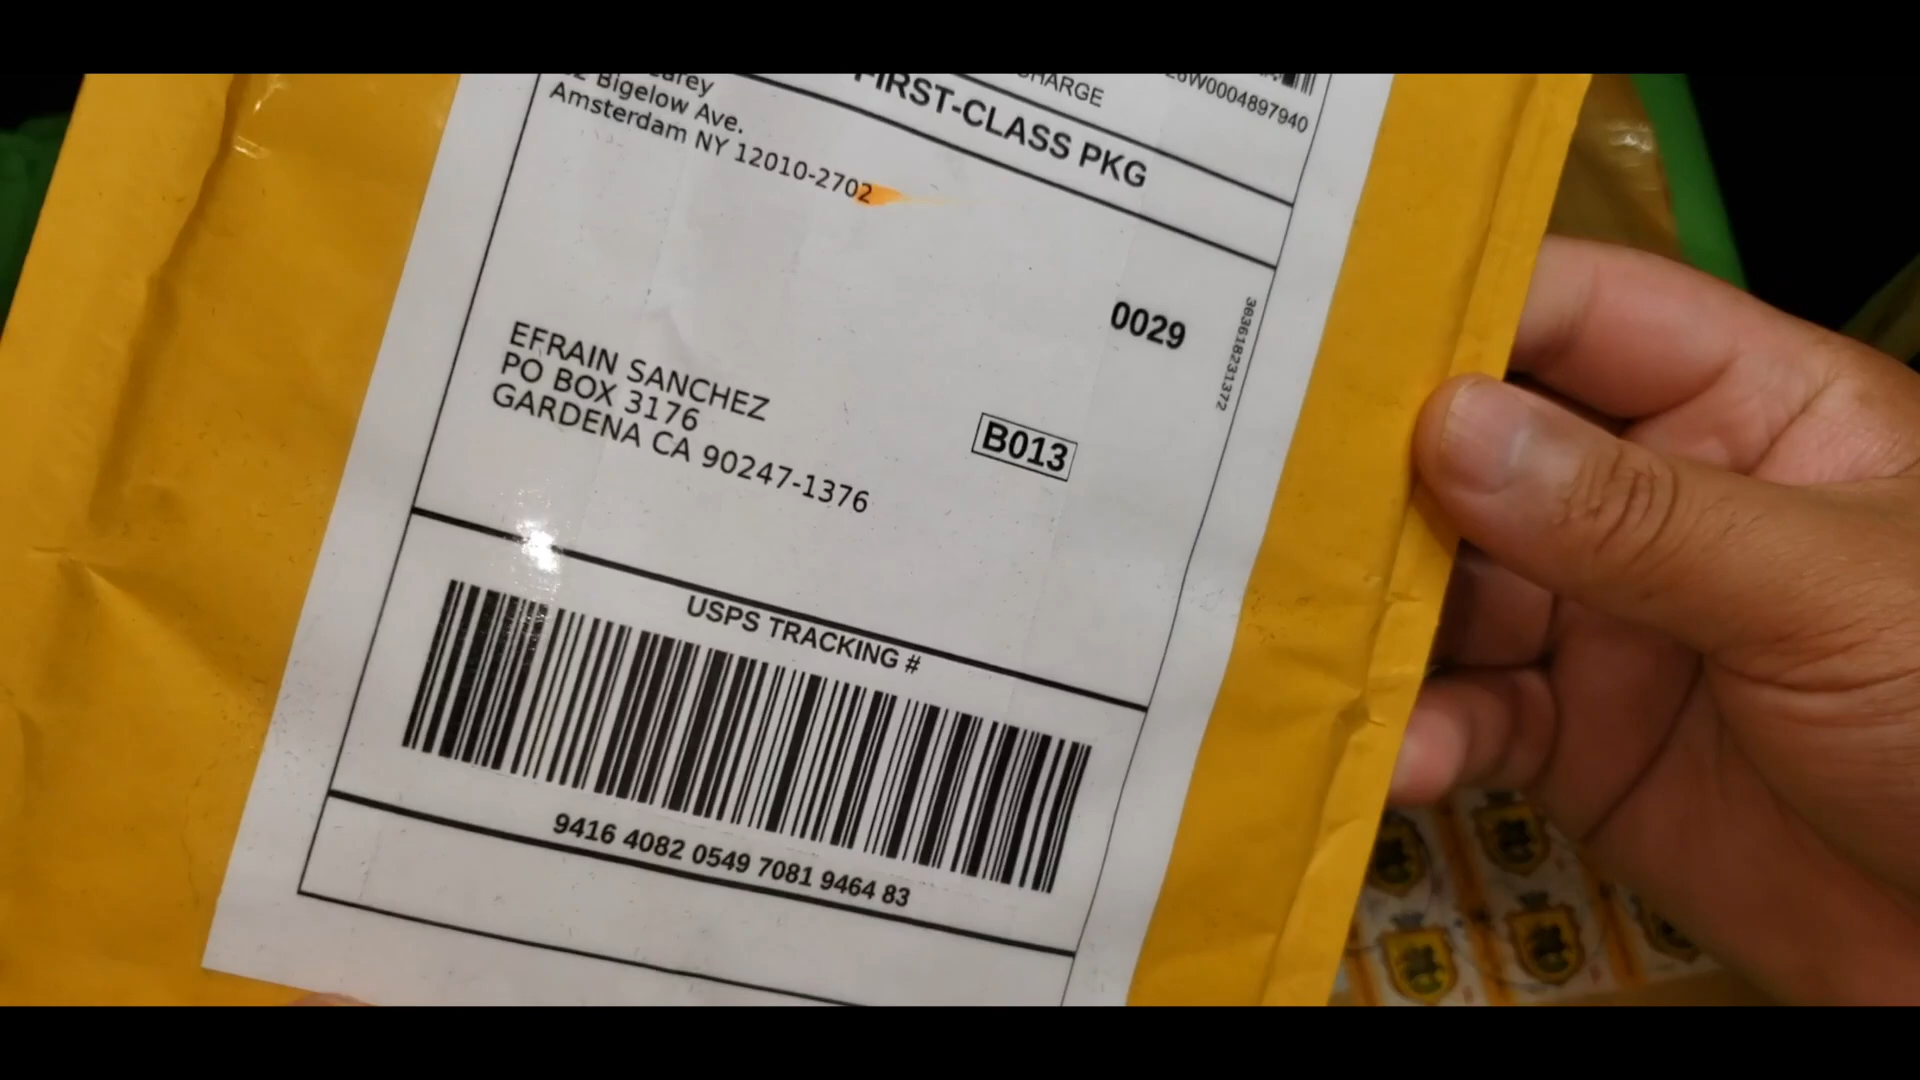 CHARGE
FIRST-CLASS PKG
Bigelow Ave.
Amsterdam NY 12010-2702
0029
EFRAIN SANCHEZ
PO BOX 3176
GARDENA CA 90247-1376
B013
USPS TRACKING #
9416 4082 0549 7081 9464 83